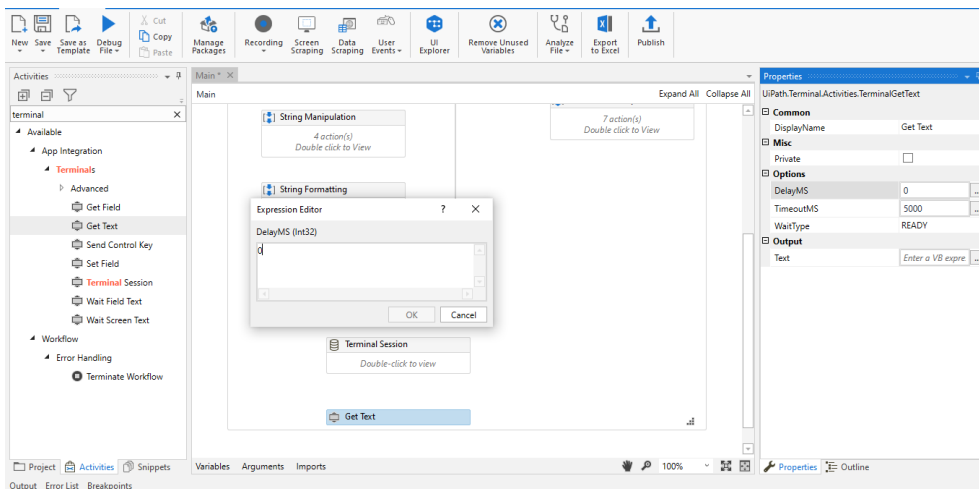 New
Save
Save as
Template
Debug
File
Cut
Copy
Paste
Manage
Packages
Recording
Screen
Scraping
Data
Scraping
User
Events
UI
Explorer
Remove Unused
Variables
Analyze
File
Export
to Excel
Publish
Activities
terminal
Available
App Integration
Terminals
Advanced
Get Field
Get Text
Send Control Key
Set Field
Terminal Session
Wait Field Text
Wait Screen Text
Workflow
Error Handling
Terminate Workflow
Project
Activities
Snippets
Main *
Main
Expand All Collapse All
String Manipulation
4 action(s)
Double click to View
7 action(s)
Double click to View
String Formatting
Expression Editor
?
DelayMS (Int32)
0
OK
Cancel
Terminal Session
Double-click to view
Get Text
Variables Arguments Imports
100%
Properties
UiPath.Terminal.Activities.TerminalGetText
Common
DisplayName Get Text
Misc
Private
Options
DelayMS 0 ...
TimeoutMS 5000 ...
WaitType READY
Output
Text Enter a VB expre ...
Properties
Outline
Output Error List Breakpoints